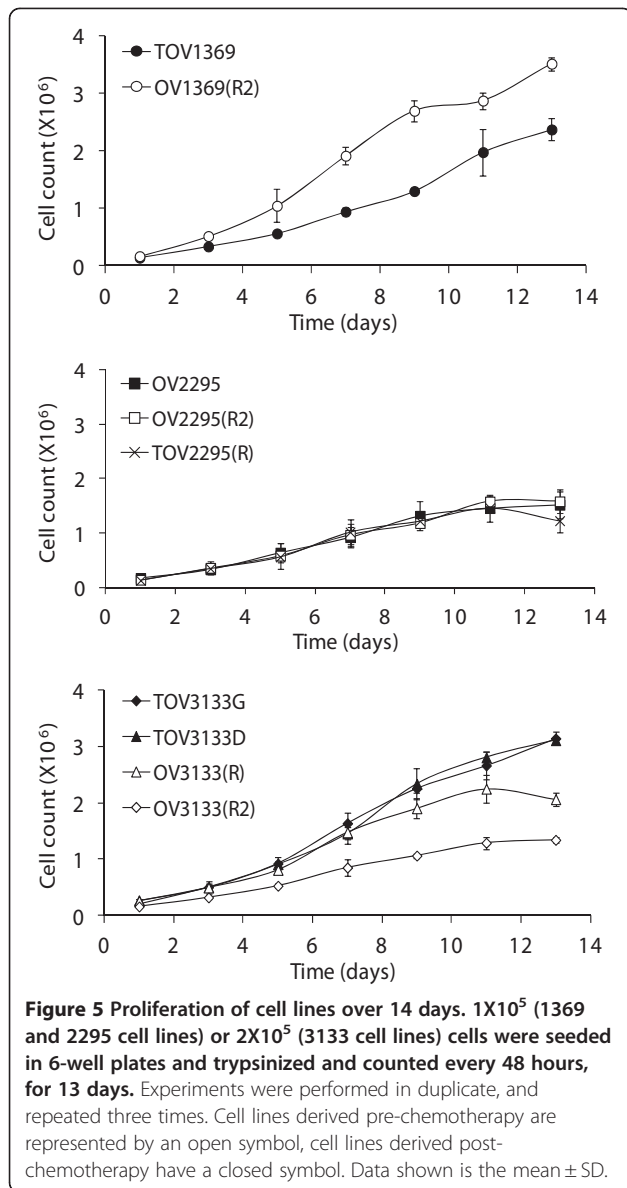 4
3
2
1
0
Cell count (X10⁶)
TOV1369
OV1369(R2)
0 2 4 6 8 10 12 14
Time (days)
4
3
2
1
0
Cell count (X10⁶)
OV2295
OV2295(R2)
TOV2295(R)
0 2 4 6 8 10 12 14
Time (days)
4
3
2
1
0
Cell count (X10⁶)
TOV3133G
TOV3133D
OV3133(R)
OV3133(R2)
0 2 4 6 8 10 12 14
Time (days)
Figure 5 Proliferation of cell lines over 14 days. 1X10⁵ (1369
and 2295 cell lines) or 2X10⁵ (3133 cell lines) cells were seeded
in 6-well plates and trypsinized and counted every 48 hours,
for 13 days. Experiments were performed in duplicate, and
repeated three times. Cell lines derived pre-chemotherapy are
represented by an open symbol, cell lines derived post-
chemotherapy have a closed symbol. Data shown is the mean ± SD.